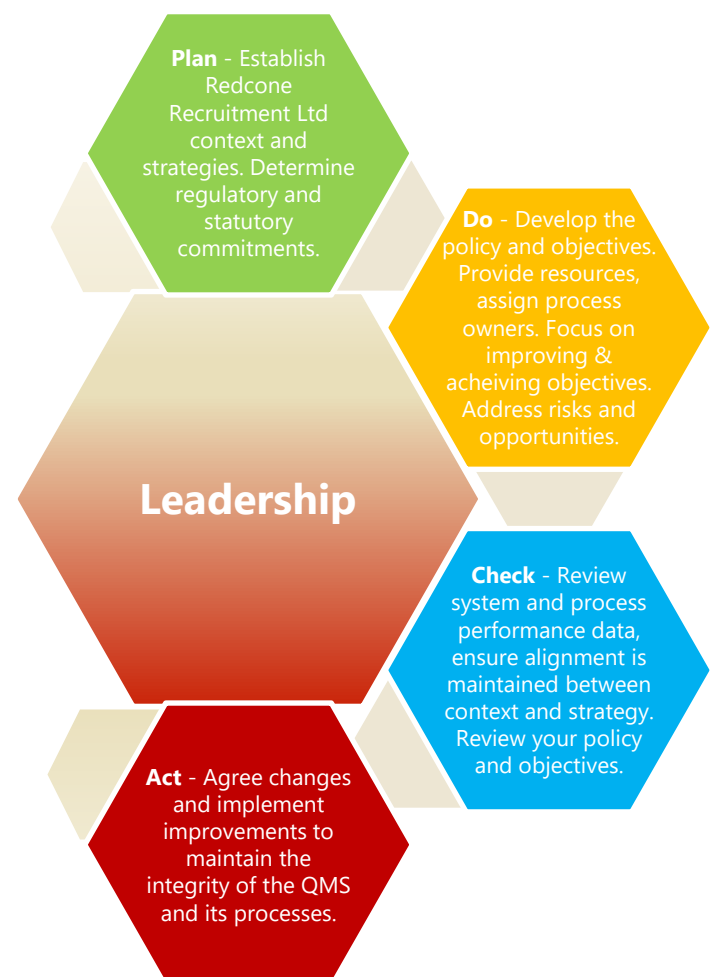 Plan - Establish
Redcone
Recruitment Ltd
context and
strategies. Determine
regulatory and
statutory
commitments.
Do - Develop the
policy and objectives.
Provide resources,
assign process
owners. Focus on
improving &
acheiving objectives.
Address risks and
opportunities.
Leadership
Check - Review
system and process
performance data,
ensure alignment is
maintained between
context and strategy.
Review your policy
and objectives.
Act - Agree changes
and implement
improvements to
maintain the
integrity of the QMS
and its processes.